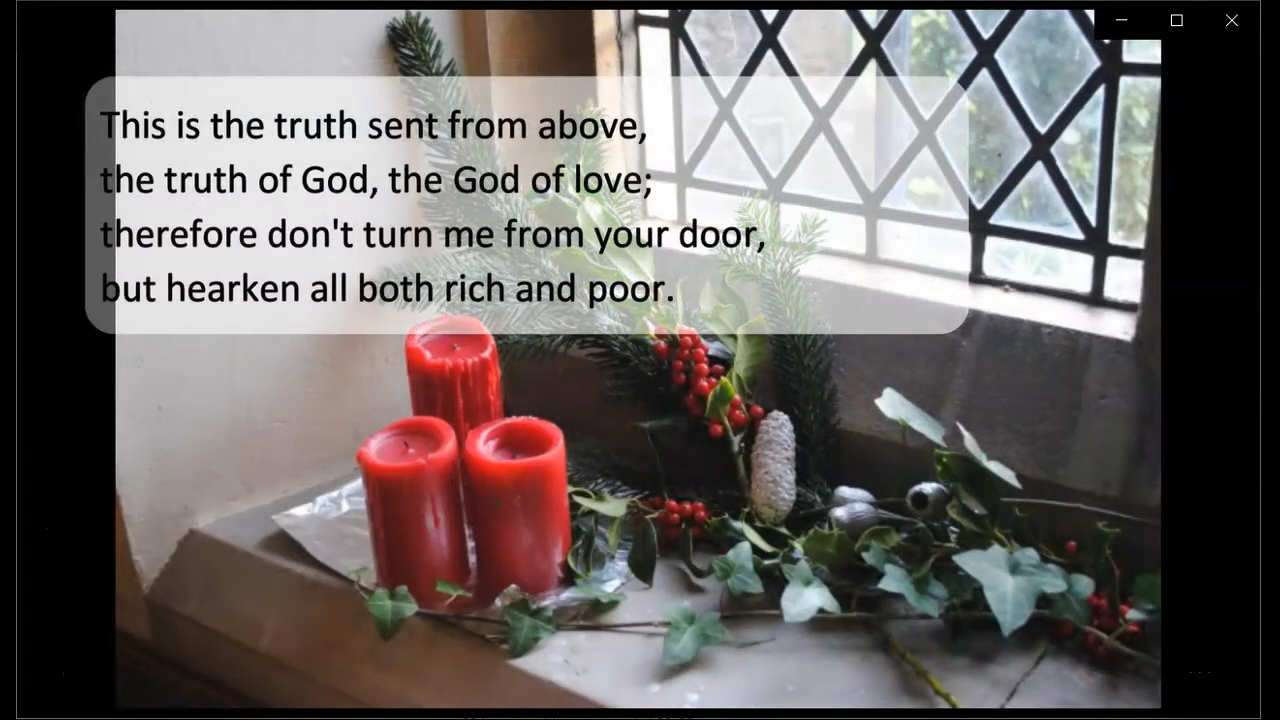 This is the truth sent from above,
the truth of God, the God of love;
therefore don't turn me from your door,
but hearken all both rich and poor.